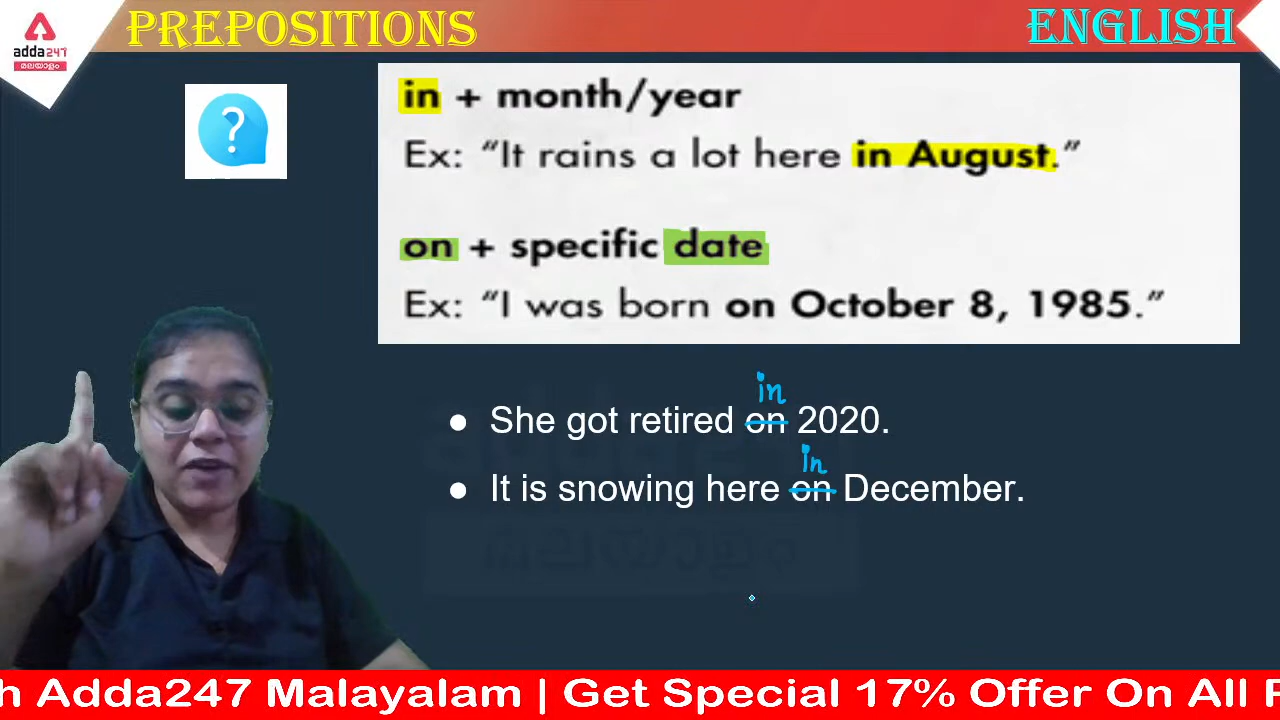 PREPOSITIONS
ENGLISH
adda247
മലയാളം
?
in + month/year
Ex: “It rains a lot here in August.”
on + specific date
Ex: “I was born on October 8, 1985.”
in
• She got retired on 2020.
in
• It is snowing here on December.
adda247
മലയാളം
h Adda247 Malayalam | Get Special 17% Offer On All